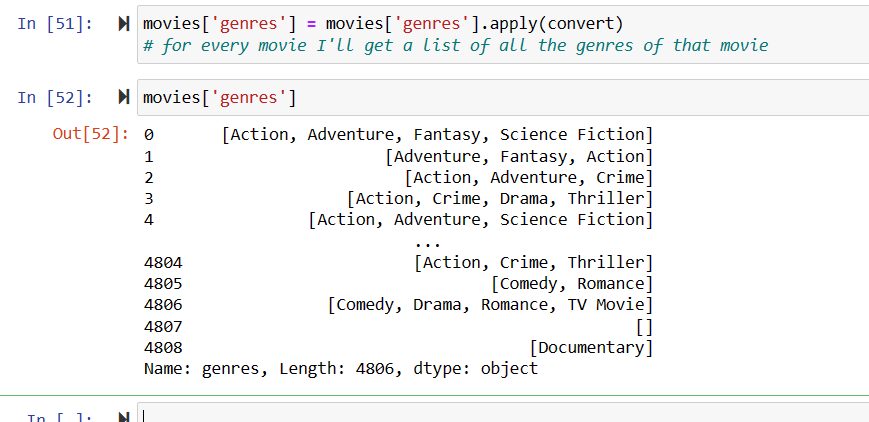 In [51]: movies['genres'] = movies['genres'].apply(convert)
# for every movie I'll get a list of all the genres of that movie
In [52]: movies['genres']
Out[52]: 0 [Action, Adventure, Fantasy, Science Fiction]
1 [Adventure, Fantasy, Action]
2 [Action, Adventure, Crime]
3 [Action, Crime, Drama, Thriller]
4 [Action, Adventure, Science Fiction]
...
4804 [Action, Crime, Thriller]
4805 [Comedy, Romance]
4806 [Comedy, Drama, Romance, TV Movie]
4807 []
4808 [Documentary]
Name: genres, Length: 4806, dtype: object
In [ ]: